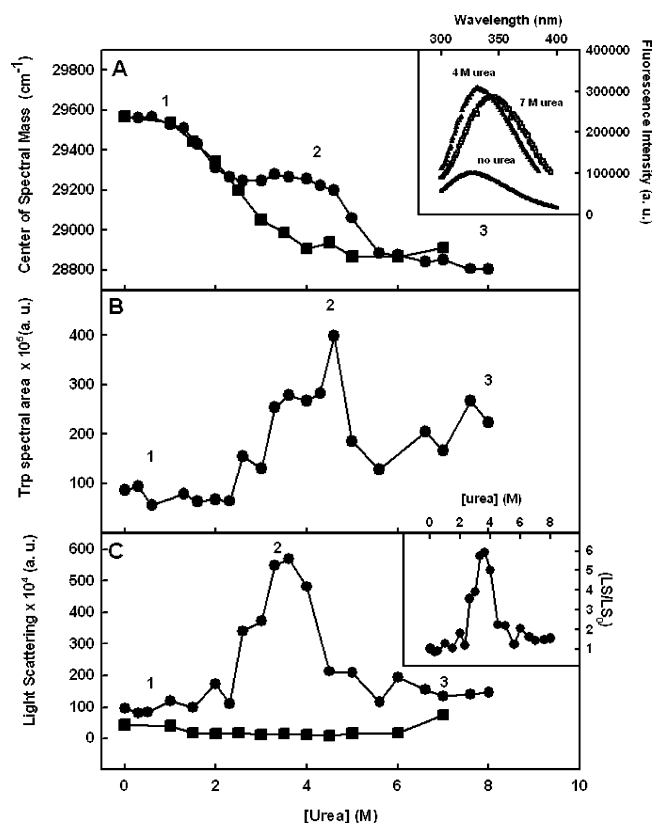 Wavelength (nm)
300 350 400
400000
300000
200000
100000
0
Fluorescence Intensity (a. u.)
4 M urea
7 M urea
no urea
A
1
2
3
29800
29600
29400
29200
29000
28800
Center of Spectral Mass (cm⁻¹)
B
1
2
3
400
300
200
100
Trp spectral area x 10⁶(a. u.)
[urea] (M)
0 2 4 6 8
6
5
4
3
2
1
(LS/LS₀)
C
1
2
3
600
500
400
300
200
100
0
Light Scattering x 10⁴ (a. u.)
0 2 4 6 8 10
[Urea] (M)